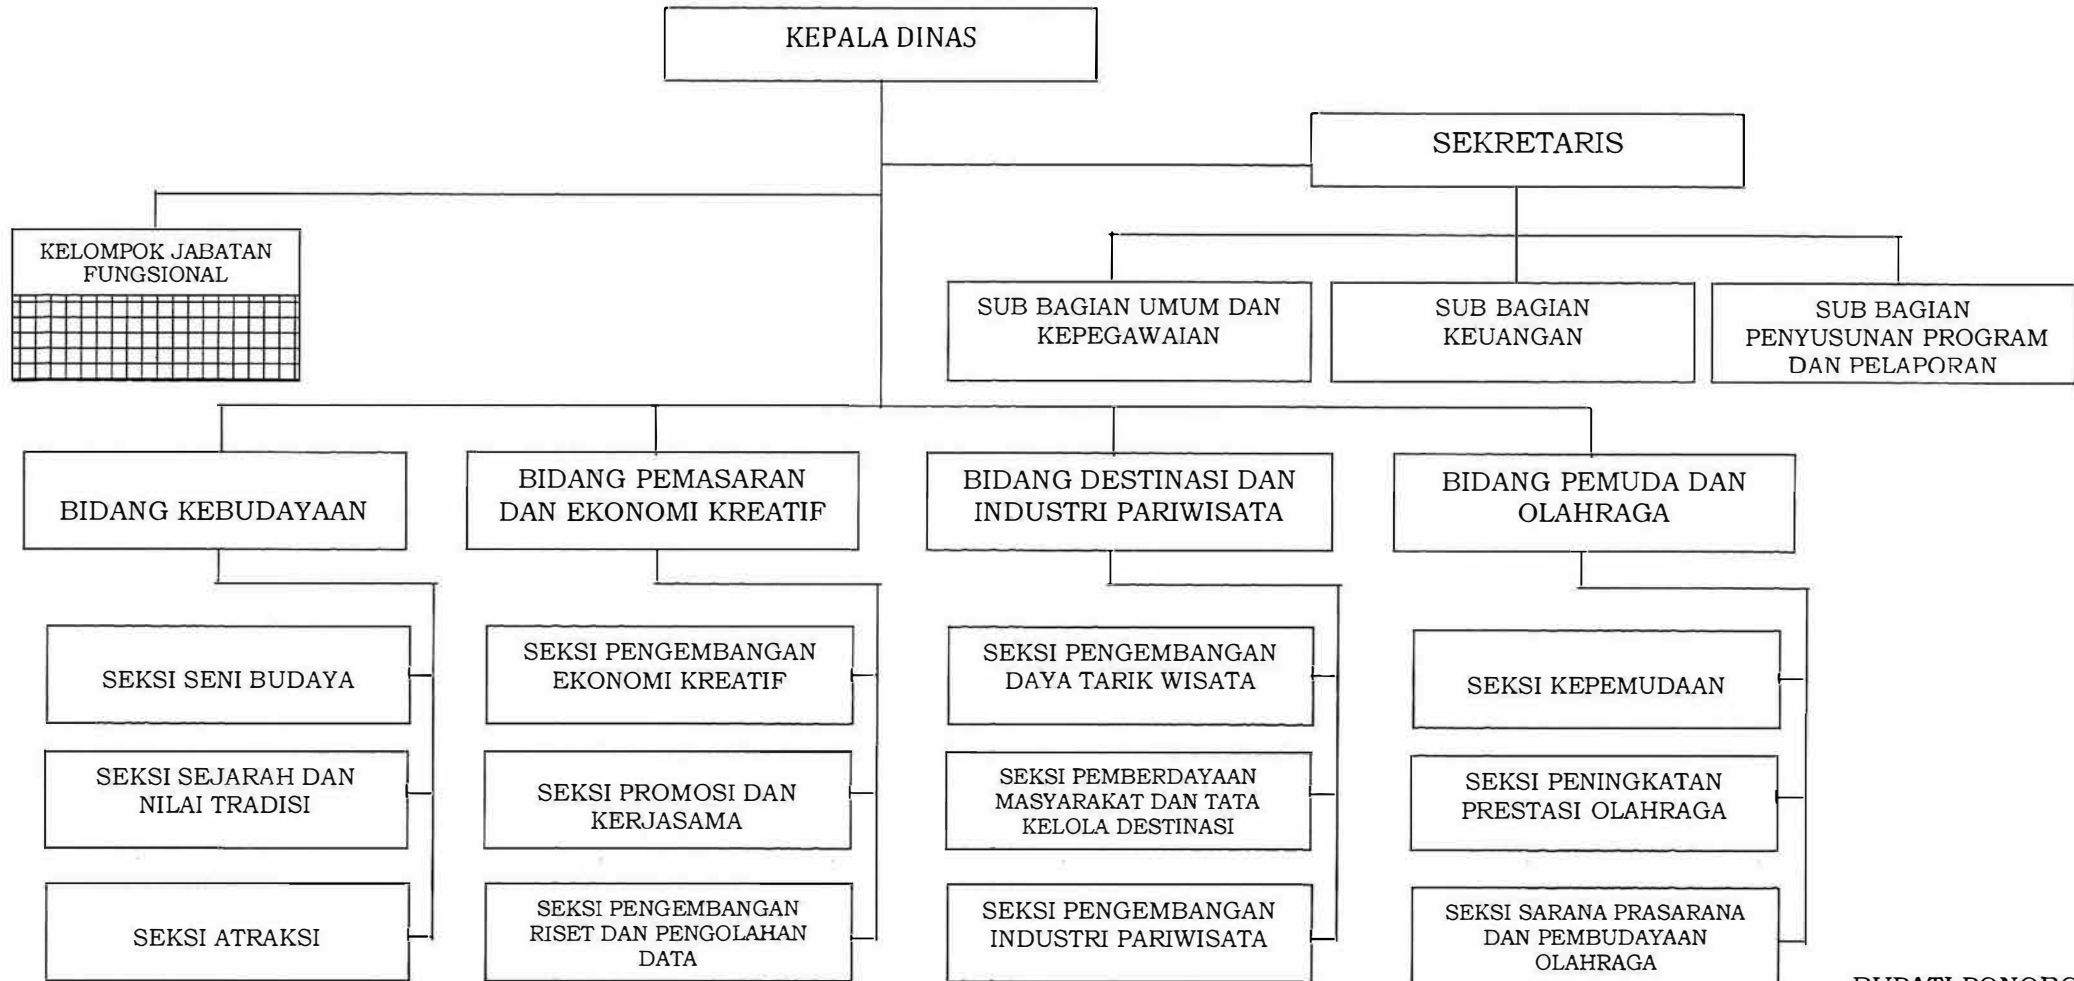 KEPALA DINAS
SEKRETARIS
KELOMPOK JABATAN
FUNGSIONAL
SUB BAGIAN UMUM DAN
KEPEGAWAIAN
SUB BAGIAN
KEUANGAN
SUB BAGIAN
PENYUSUNAN PROGRAM
DAN PELAPORAN
BIDANG KEBUDAYAAN
BIDANG PEMASARAN
DAN EKONOMI KREATIF
BIDANG DESTINASI DAN
INDUSTRI PARIWISATA
BIDANG PEMUDA DAN
OLAHRAGA
SEKSI SENI BUDAYA
SEKSI PENGEMBANGAN
EKONOMI KREATIF
SEKSI PENGEMBANGAN
DAYA TARIK WISATA
SEKSI KEPEMUDAAN
SEKSI SEJARAH DAN
NILAI TRADISI
SEKSI PROMOSI DAN
KERJASAMA
SEKSI PEMBERDAYAAN
MASYARAKAT DAN TATA
KELOLA DESTINASI
SEKSI PENINGKATAN
PRESTASI OLAHRAGA
SEKSI ATRAKSI
SEKSI PENGEMBANGAN
RISET DAN PENGOLAHAN
DATA
SEKSI PENGEMBANGAN
INDUSTRI PARIWISATA
SEKSI SARANA PRASARANA
DAN PEMBUDAYAAN
OLAHRAGA